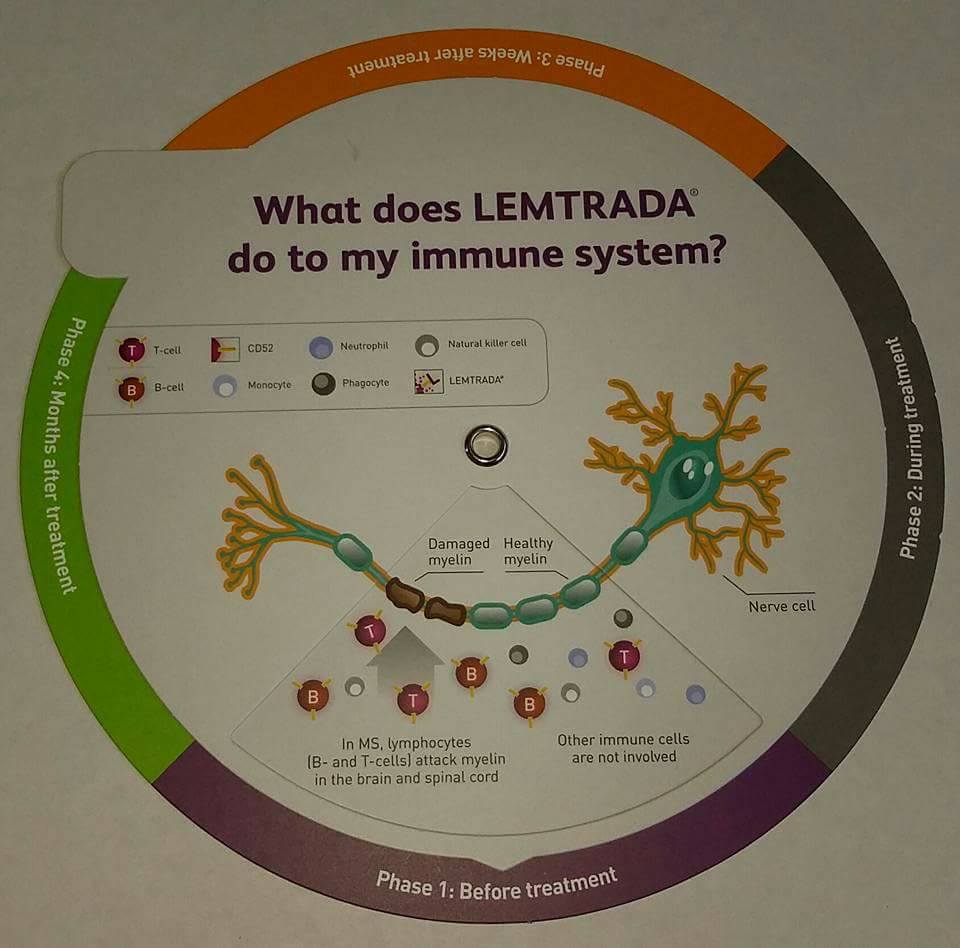 Phase 3: Weeks after treatment
What does LEMTRADA®
do to my immune system?
T T-cell
CD52
Neutrophil
Natural killer cell
B B-cell
Monocyte
Phagocyte
LEMTRADA®
Phase 4: Months after treatment
Phase 2: During treatment
Damaged
myelin
Healthy
myelin
Nerve cell
T
T
B
B
T
B
In MS, lymphocytes
(B- and T-cells) attack myelin
in the brain and spinal cord
Other immune cells
are not involved
Phase 1: Before treatment